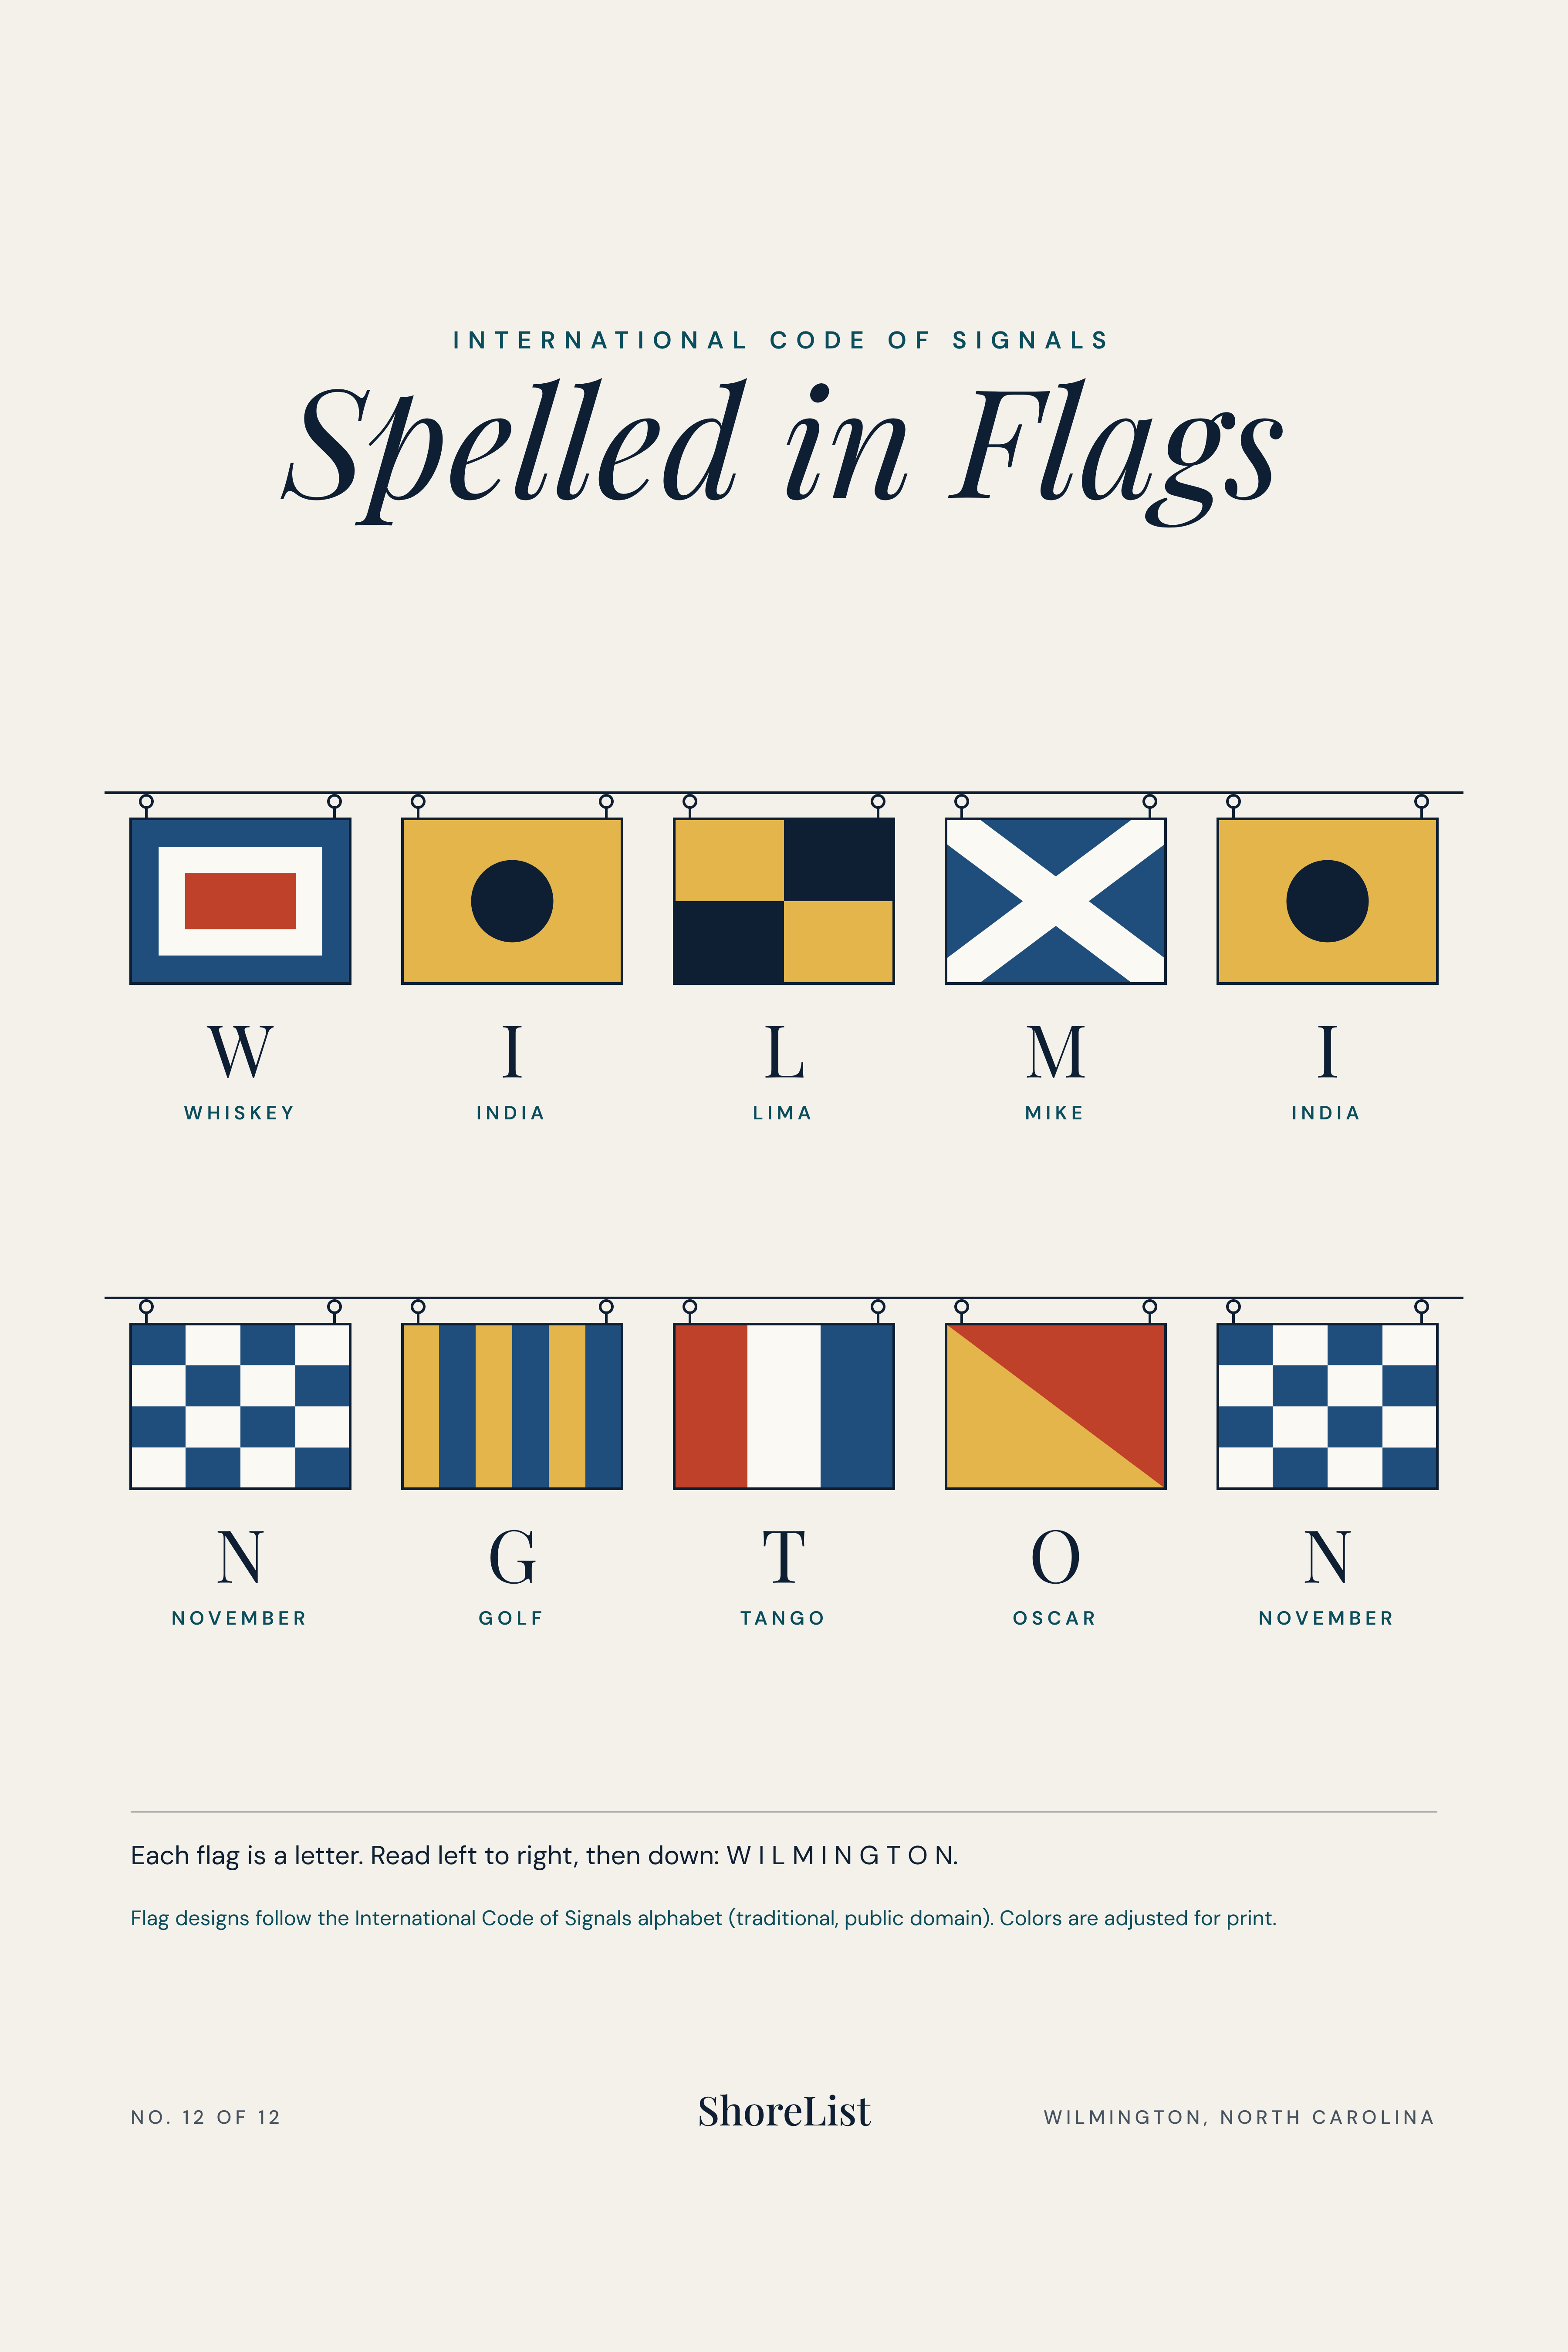 INTERNATIONAL CODE OF SIGNALS
Spelled in Flags
W I L M I
WHISKEY INDIA LIMA MIKE INDIA
N G T O N
NOVEMBER GOLF TANGO OSCAR NOVEMBER
Each flag is a letter. Read left to right, then down: W I L M I N G T O N.
Flag designs follow the International Code of Signals alphabet (traditional, public domain). Colors are adjusted for print.
NO. 12 OF 12 ShoreList WILMINGTON, NORTH CAROLINA